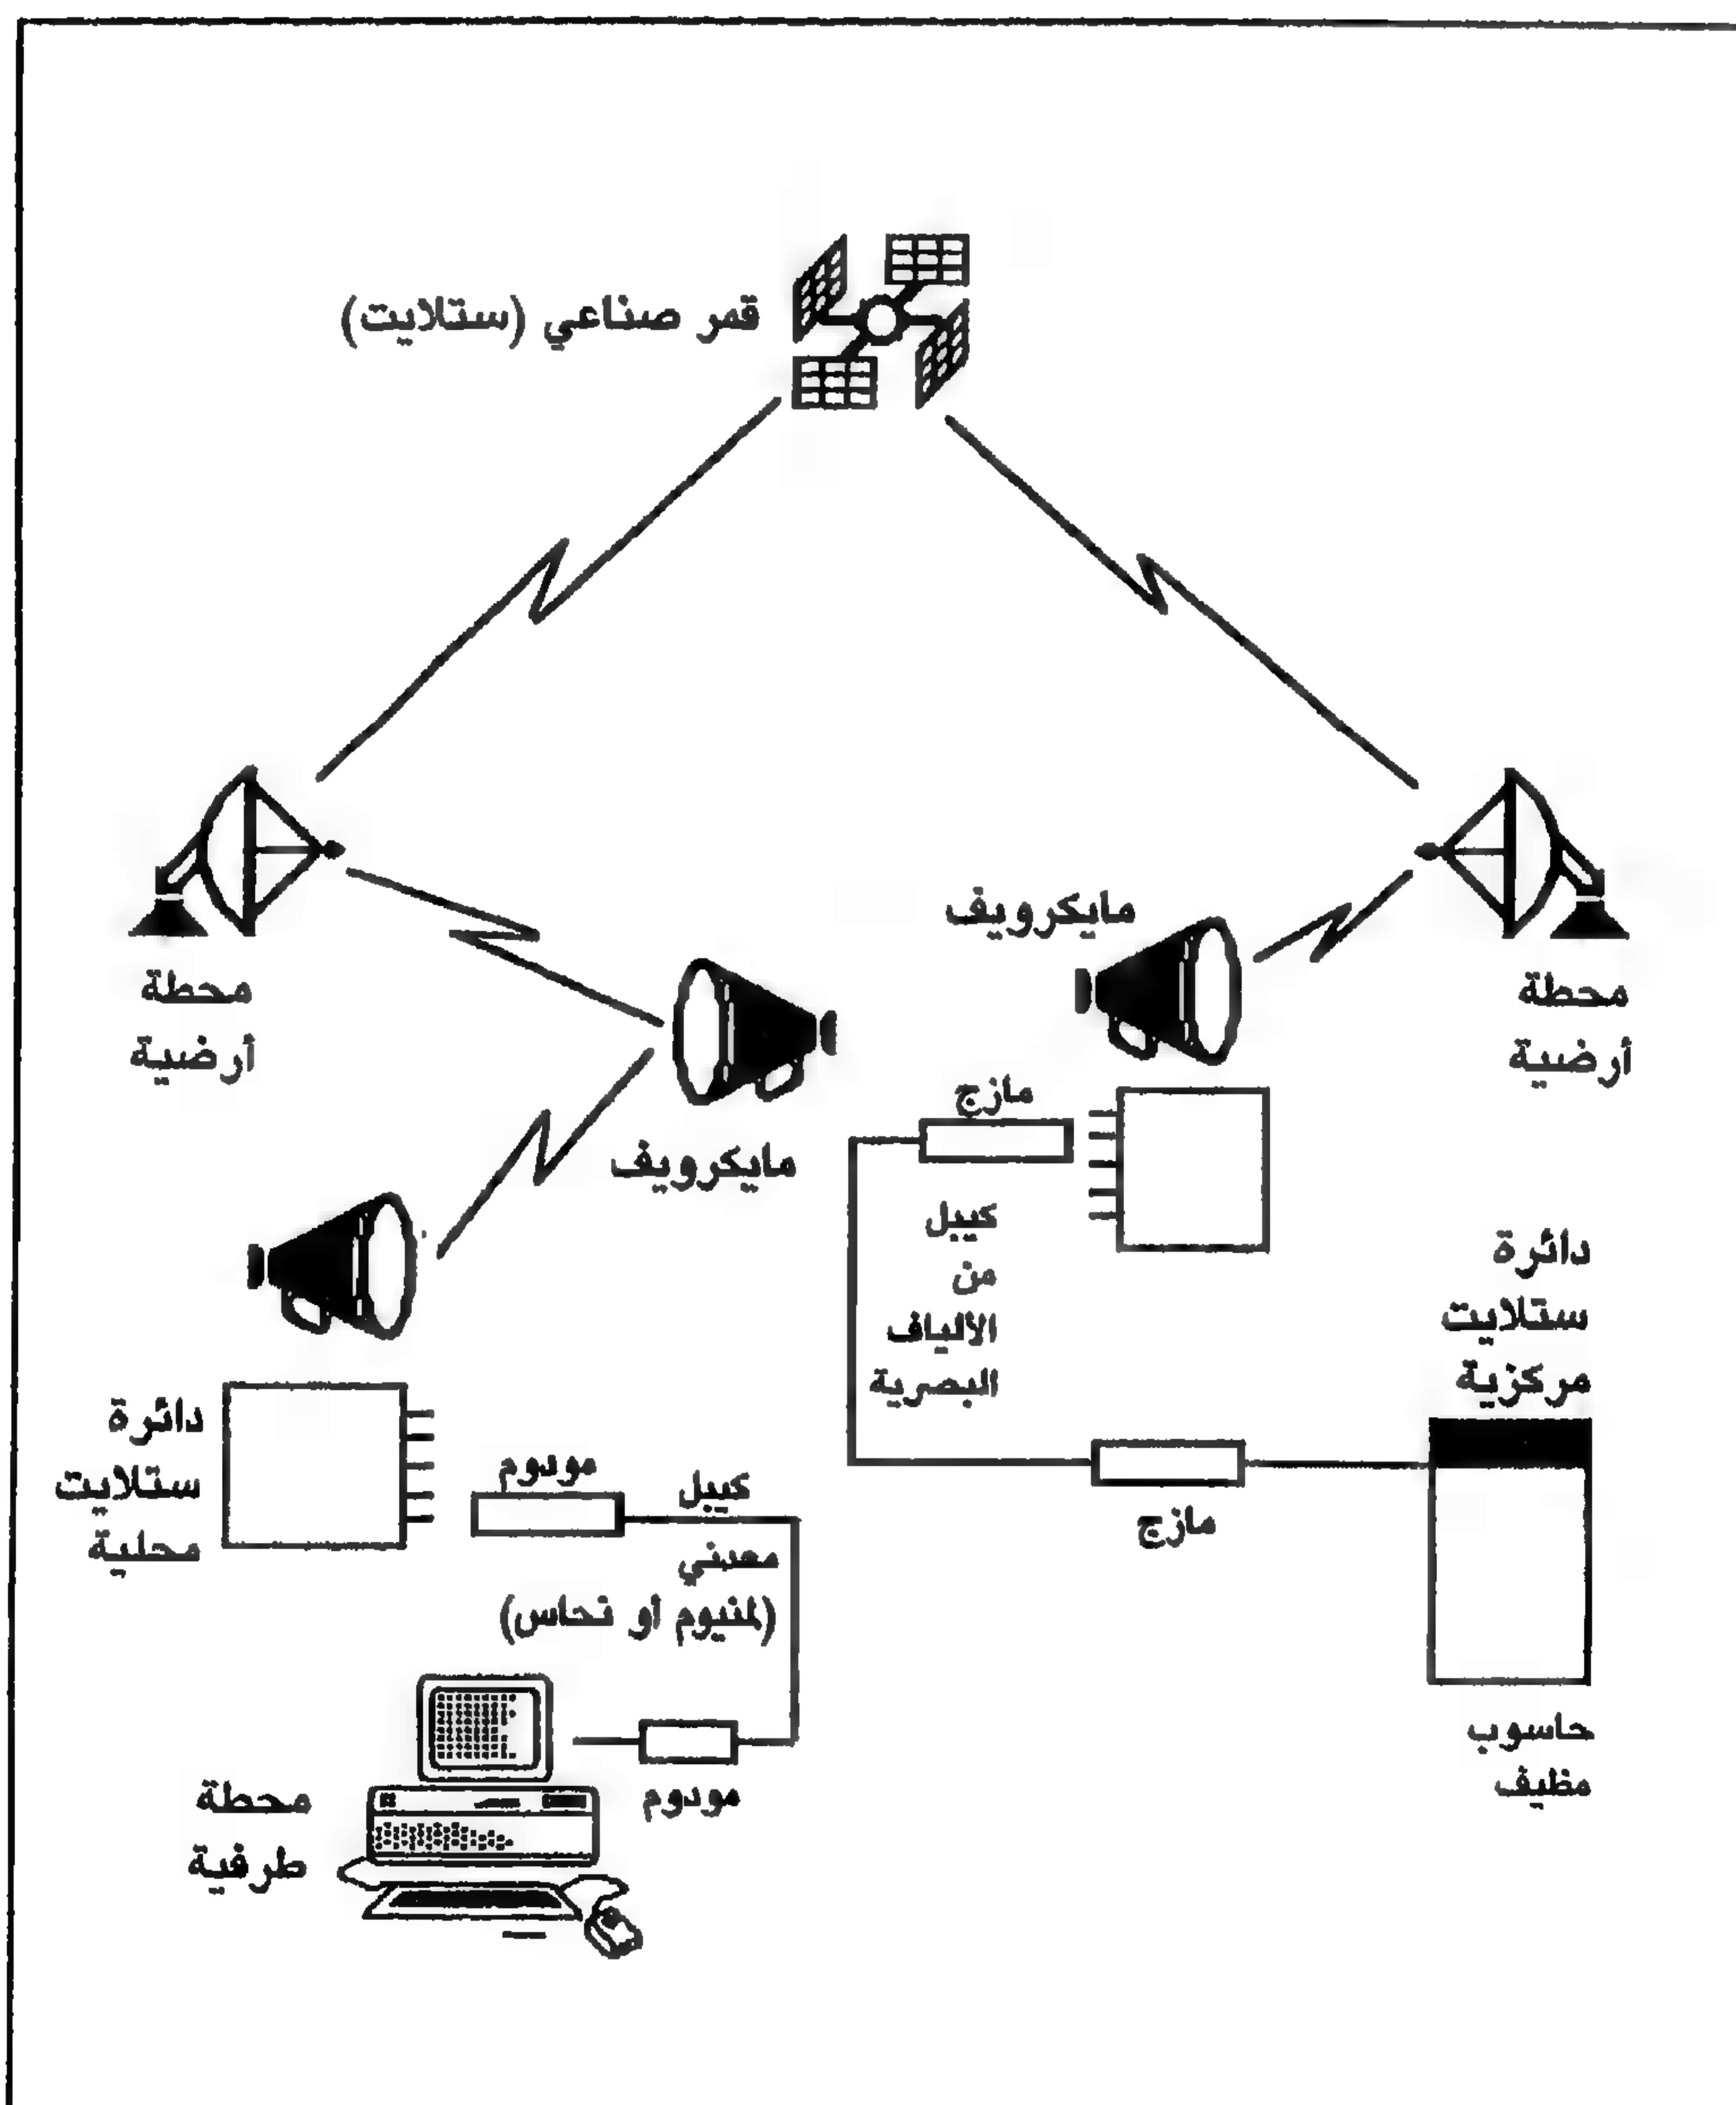 قمر صناعي (ستلايت)
محطة
أرضية
مايكرويف
محطة
أرضية
مايكرويف
مازج
كيبل
من
الألياف
البصرية
دائرة
ستلايت
مركزية
مازج
حاسوب
مظيف
دائرة
ستلايت
محلية
مودوم
كيبل
معدني
(لمنيوم او نحاس)
مودوم
محطة
طرفية